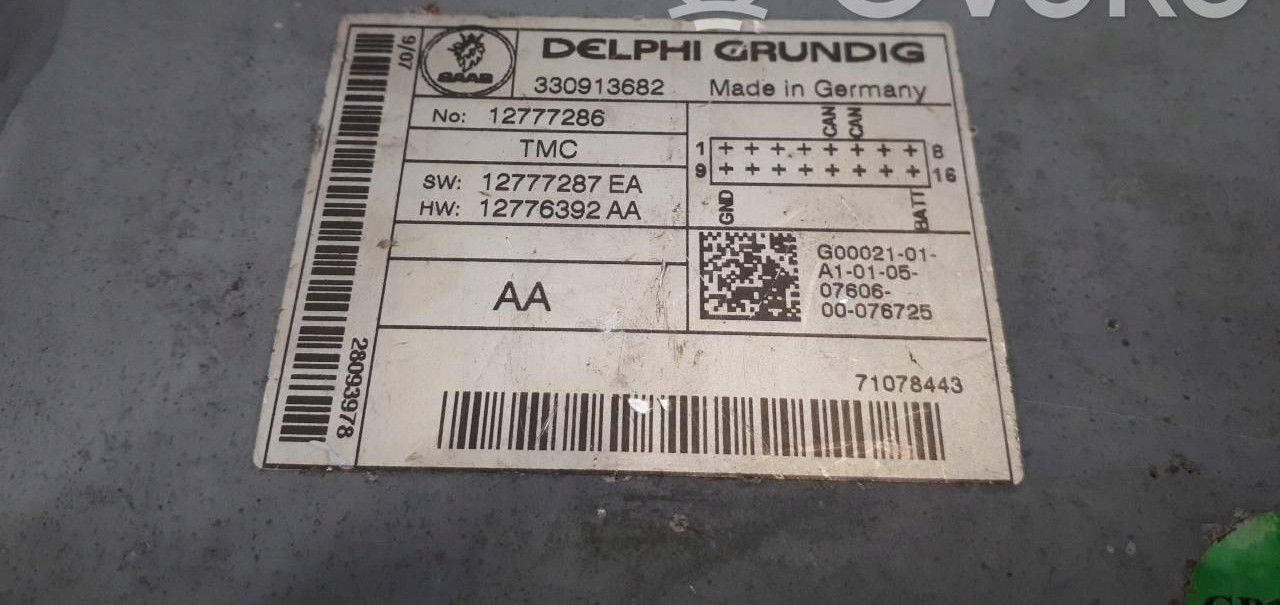 9/07
SAAB
DELPHI GRUNDIG
330913682 Made in Germany
No: 12777286
TMC
SW: 12777287 EA
HW: 12776392 AA
AA
CAN CAN
1 + + + + + + + + 8
9 + + + + + + + + 16
GND BATT
G00021-01-
A1-01-05-
07606-
00-076725
71078443
28093978